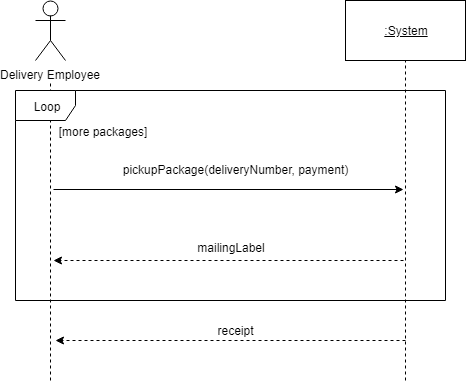 :System
Delivery Employee
Loop
[more packages]
pickupPackage(deliveryNumber, payment)
mailingLabel
receipt